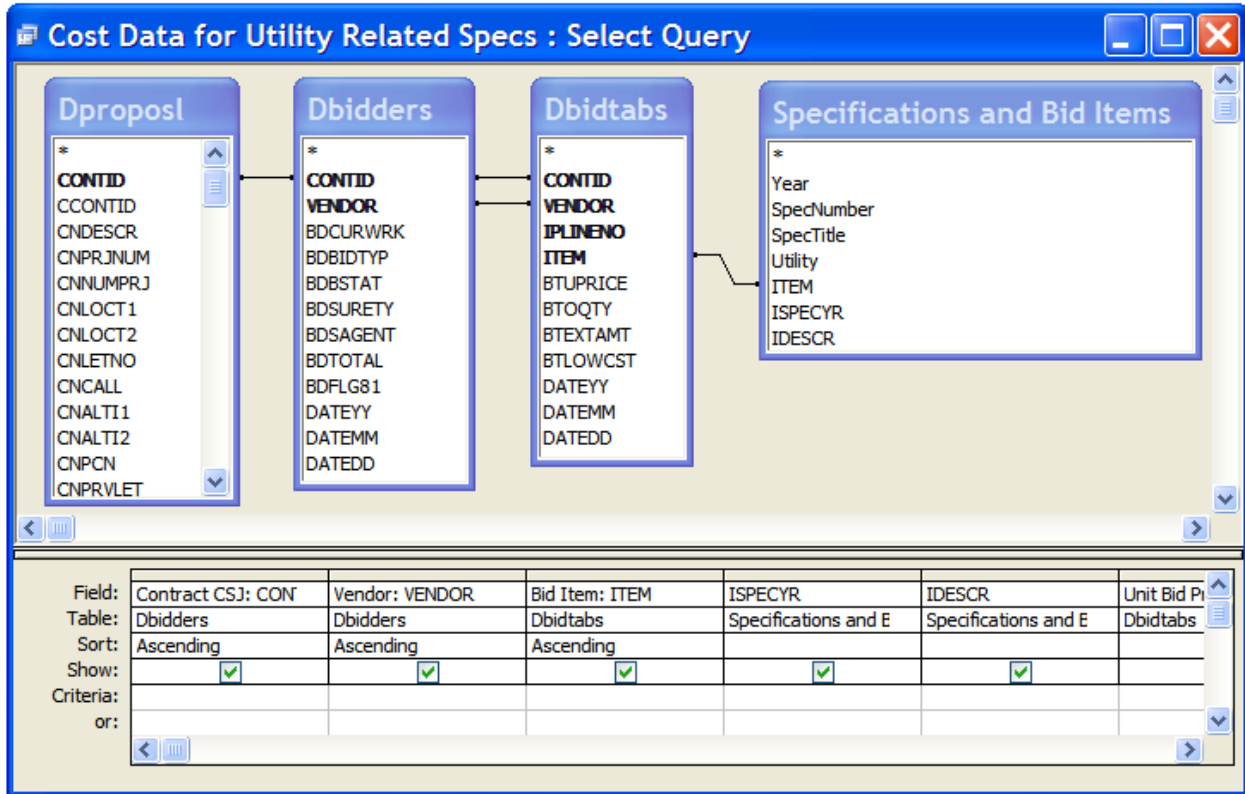 Cost Data for Utility Related Specs : Select Query
Dproposl
*
CONTID
CCONTID
CNDESCR
CNPRJNUM
CNNUMPRJ
CNLOCT1
CNLOCT2
CNLETNO
CNCALL
CNALTI1
CNALTI2
CNPCN
CNPRVLET
Dbidders
*
CONTID
VENDOR
BDCURWRK
BDBIDTYP
BDBSTAT
BDSURETY
BDSAGENT
BDTOTAL
BDFLG81
DATEYY
DATEMM
DATEDD
Dbidtabs
*
CONTID
VENDOR
IPLINENO
ITEM
BTUPRICE
BTOQTY
BTEXTAMT
BTLOWCST
DATEYY
DATEMM
DATEDD
Specifications and Bid Items
*
Year
SpecNumber
SpecTitle
Utility
ITEM
ISPECYR
IDESCR
Field: Contract CSJ: CON Vendor: VENDOR Bid Item: ITEM ISPECYR IDESCR Unit Bid
Table: Dbidders Dbidders Dbidtabs Specifications and Specifications and Dbidtabs
Sort: Ascending Ascending Ascending
Show:
Criteria:
or: